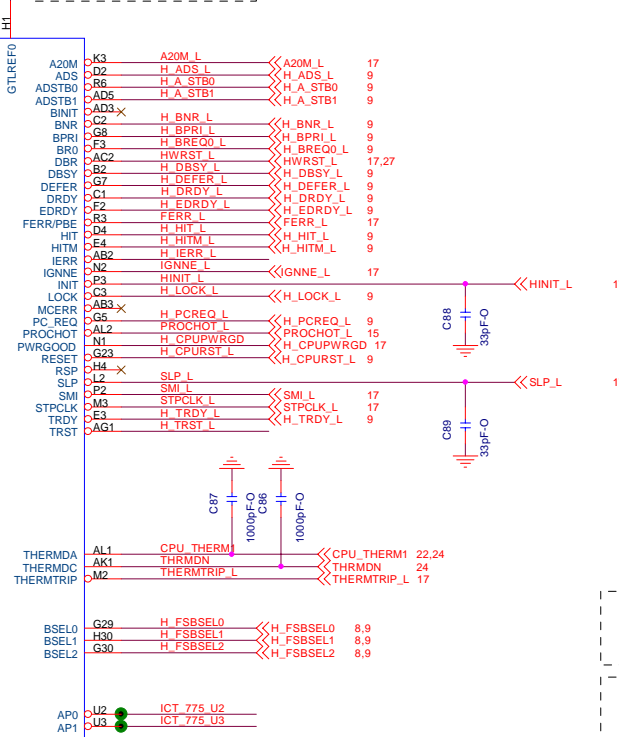 H1
GTLREF0
A20M K3 A20M_L A20M_L 17
ADS D2 H_ADS_L H_ADS_L 9
ADSTB0 R6 H_A_STB0 H_A_STB0 9
ADSTB1 AD5 H_A_STB1 H_A_STB1 9
BINIT AD3
BNR C2 H_BNR_L H_BNR_L 9
BPRI G8 H_BPRI_L H_BPRI_L 9
BR0 F3 H_BREQ0_L H_BREQ0_L 9
DBR AC2 HWRST_L HWRST_L 17,27
DBSY B2 H_DBSY_L H_DBSY_L 9
DEFER G7 H_DEFER_L H_DEFER_L 9
DRDY C1 H_DRDY_L H_DRDY_L 9
EDRDY F2 H_EDRDY_L H_EDRDY_L 9
FERR/PBE R3 FERR_L FERR_L 17
HIT D4 H_HIT_L H_HIT_L 9
HITM E4 H_HITM_L H_HITM_L 9
IERR AB2 H_IERR_L
IGNNE N2 IGNNE_L IGNNE_L 17
INIT P3 HINIT_L HINIT_L 1
LOCK C3 H_LOCK_L H_LOCK_L 9
MCERR AB3
C88 33pF-O
PC_REQ G5 H_PCREQ_L H_PCREQ_L 9
PROCHOT AL2 PROCHOT_L PROCHOT_L 15
PWRGOOD N1 H_CPUPWRGD H_CPUPWRGD 17
RESET G23 H_CPURST_L H_CPURST_L 9
RSP H4
SLP L2 SLP_L SLP_L 1
SMI P2 SMI_L SMI_L 17
STPCLK M3 STPCLK_L STPCLK_L 17
TRDY E3 H_TRDY_L H_TRDY_L 9
TRST AG1 H_TRST_L
C89 33pF-O
C87 1000pF-O C86 1000pF-O
THERMDA AL1 CPU_THERM1 CPU_THERM1 22,24
THERMDC AK1 THRMDN THRMDN 24
THERMTRIP M2 THERMTRIP_L THERMTRIP_L 17
BSEL0 G29 H_FSBSEL0 H_FSBSEL0 8,9
BSEL1 H30 H_FSBSEL1 H_FSBSEL1 8,9
BSEL2 G30 H_FSBSEL2 H_FSBSEL2 8,9
AP0 U2 ICT_775_U2
AP1 U3 ICT_775_U3